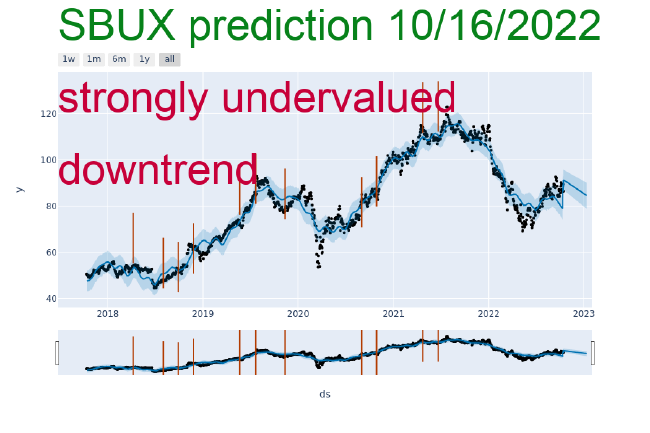 SBUX prediction 10/16/2022
1w 1m 6m 1y all
strongly undervalued
downtrend
120
100
80
60
40
y
2018 2019 2020 2021 2022 2023
ds